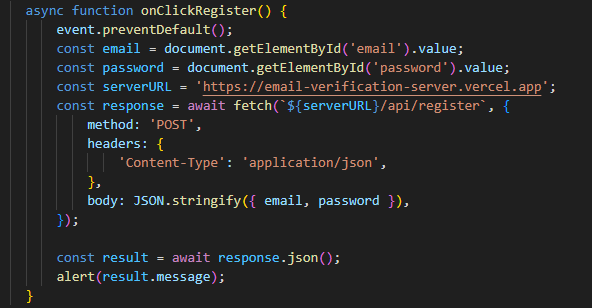 async function onClickRegister() {
    event.preventDefault();
    const email = document.getElementById('email').value;
    const password = document.getElementById('password').value;
    const serverURL = 'https://email-verification-server.vercel.app';
    const response = await fetch(`${serverURL}/api/register`, {
        method: 'POST',
        headers: {
            'Content-Type': 'application/json',
        },
        body: JSON.stringify({ email, password }),
    });

    const result = await response.json();
    alert(result.message);
}